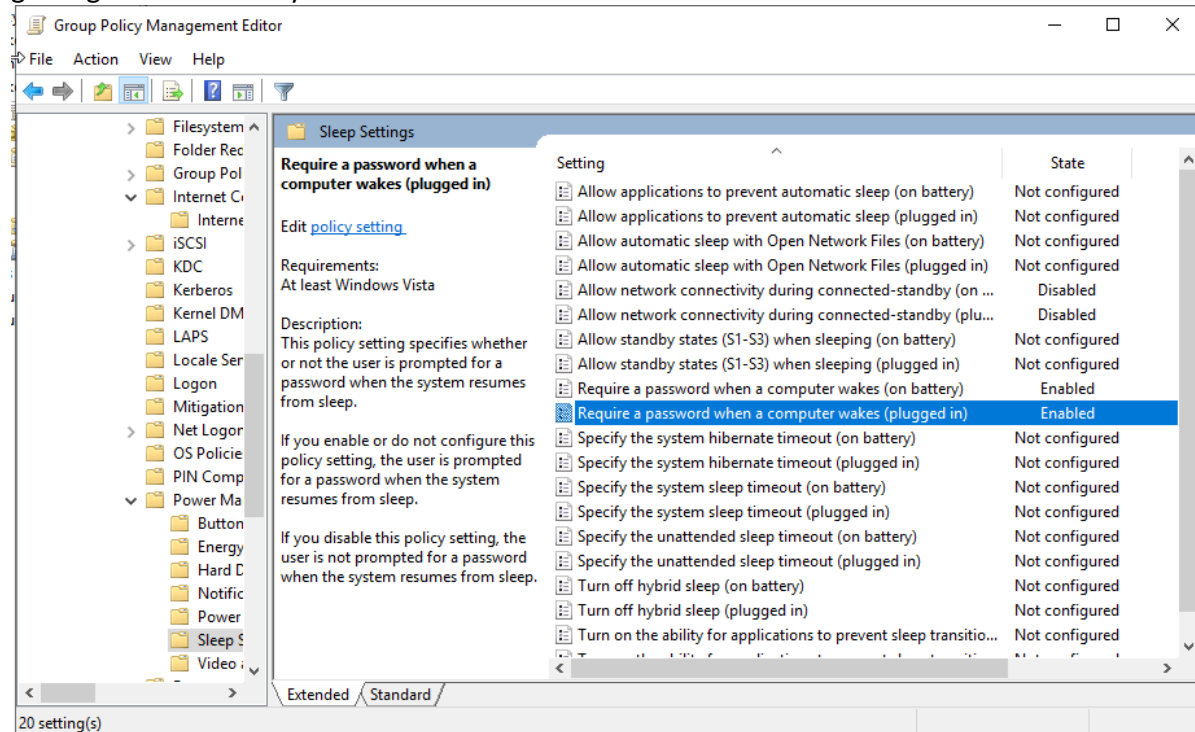 Group Policy Management Editor
File Action View Help
Filesystem
Folder Rec
Group Pol
Internet C
Interne
iSCSI
KDC
Kerberos
Kernel DM
LAPS
Locale Ser
Logon
Mitigation
Net Logon
OS Policie
PIN Comp
Power Ma
Button
Energy
Hard D
Notific
Power
Sleep S
Video a
Sleep Settings
Require a password when a
computer wakes (plugged in)
Edit policy setting
Requirements:
At least Windows Vista
Description:
This policy setting specifies whether
or not the user is prompted for a
password when the system resumes
from sleep.
If you enable or do not configure this
policy setting, the user is prompted
for a password when the system
resumes from sleep.
If you disable this policy setting, the
user is not prompted for a password
when the system resumes from sleep.
Setting State
Allow applications to prevent automatic sleep (on battery) Not configured
Allow applications to prevent automatic sleep (plugged in) Not configured
Allow automatic sleep with Open Network Files (on battery) Not configured
Allow automatic sleep with Open Network Files (plugged in) Not configured
Allow network connectivity during connected-standby (on ... Disabled
Allow network connectivity during connected-standby (plu... Disabled
Allow standby states (S1-S3) when sleeping (on battery) Not configured
Allow standby states (S1-S3) when sleeping (plugged in) Not configured
Require a password when a computer wakes (on battery) Enabled
Require a password when a computer wakes (plugged in) Enabled
Specify the system hibernate timeout (on battery) Not configured
Specify the system hibernate timeout (plugged in) Not configured
Specify the system sleep timeout (on battery) Not configured
Specify the system sleep timeout (plugged in) Not configured
Specify the unattended sleep timeout (on battery) Not configured
Specify the unattended sleep timeout (plugged in) Not configured
Turn off hybrid sleep (on battery) Not configured
Turn off hybrid sleep (plugged in) Not configured
Turn on the ability for applications to prevent sleep transitio... Not configured
Extended Standard
20 setting(s)